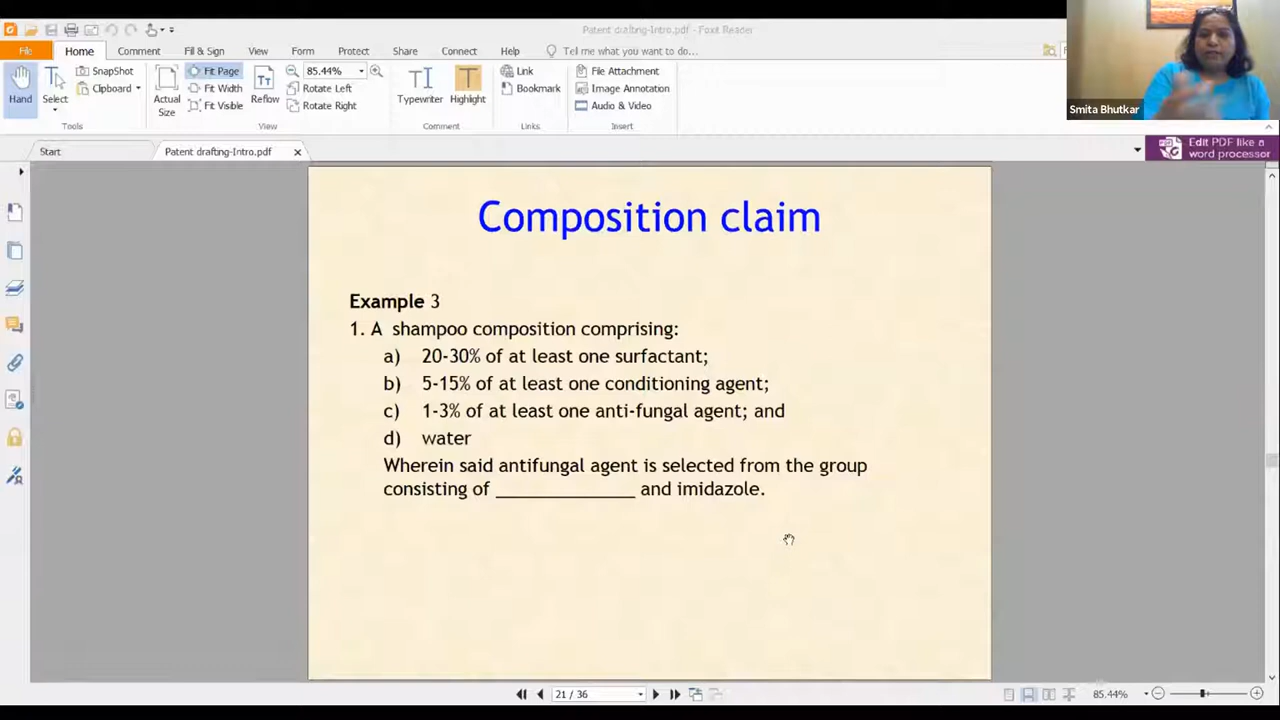 Patent drafting-Intro.pdf - Foxit Reader
File Home Comment Fill & Sign View Form Protect Share Connect Help Tell me what you want to do...
Hand
Select
SnapShot
Clipboard
Tools
Actual Size
Fit Page
Fit Width
Fit Visible
Reflow
85.44%
Rotate Left
Rotate Right
View
Typewriter
Highlight
Comment
Link
Bookmark
Links
File Attachment
Image Annotation
Audio & Video
Insert
Smita Bhutkar
Start
Patent drafting-Intro.pdf
Edit PDF like a
word processor
Composition claim
Example 3
1. A shampoo composition comprising:
a) 20-30% of at least one surfactant;
b) 5-15% of at least one conditioning agent;
c) 1-3% of at least one anti-fungal agent; and
d) water
Wherein said antifungal agent is selected from the group
consisting of ______________ and imidazole.
21 / 36
85.44%